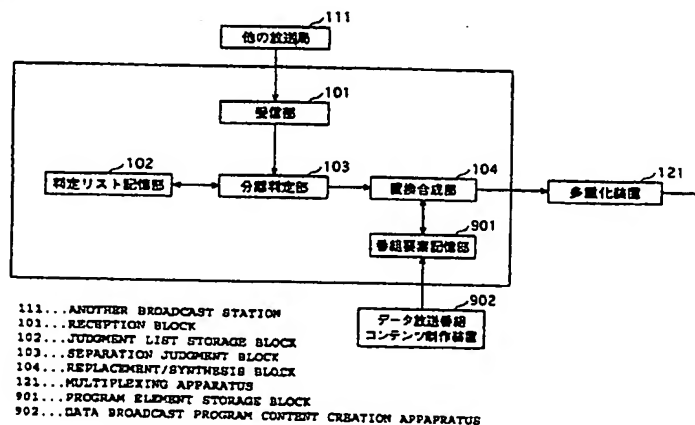 111
他の放送局
101
受信部
102
判定リスト記憶部
103
分離判定部
104
置換合成部
121
多重化装置
901
番組要素記憶部
902
データ放送番組
コンテンツ制作装置
111...ANOTHER BROADCAST STATION
101...RECEPTION BLOCK
102...JUDGMENT LIST STORAGE BLOCK
103...SEPARATION JUDGMENT BLOCK
104...REPLACEMENT/SYNTHESIS BLOCK
121...MULTIPLEXING APPARATUS
901...PROGRAM ELEMENT STORAGE BLOCK
902...DATA BROADCAST PROGRAM CONTENT CREATION APPAPRATUS